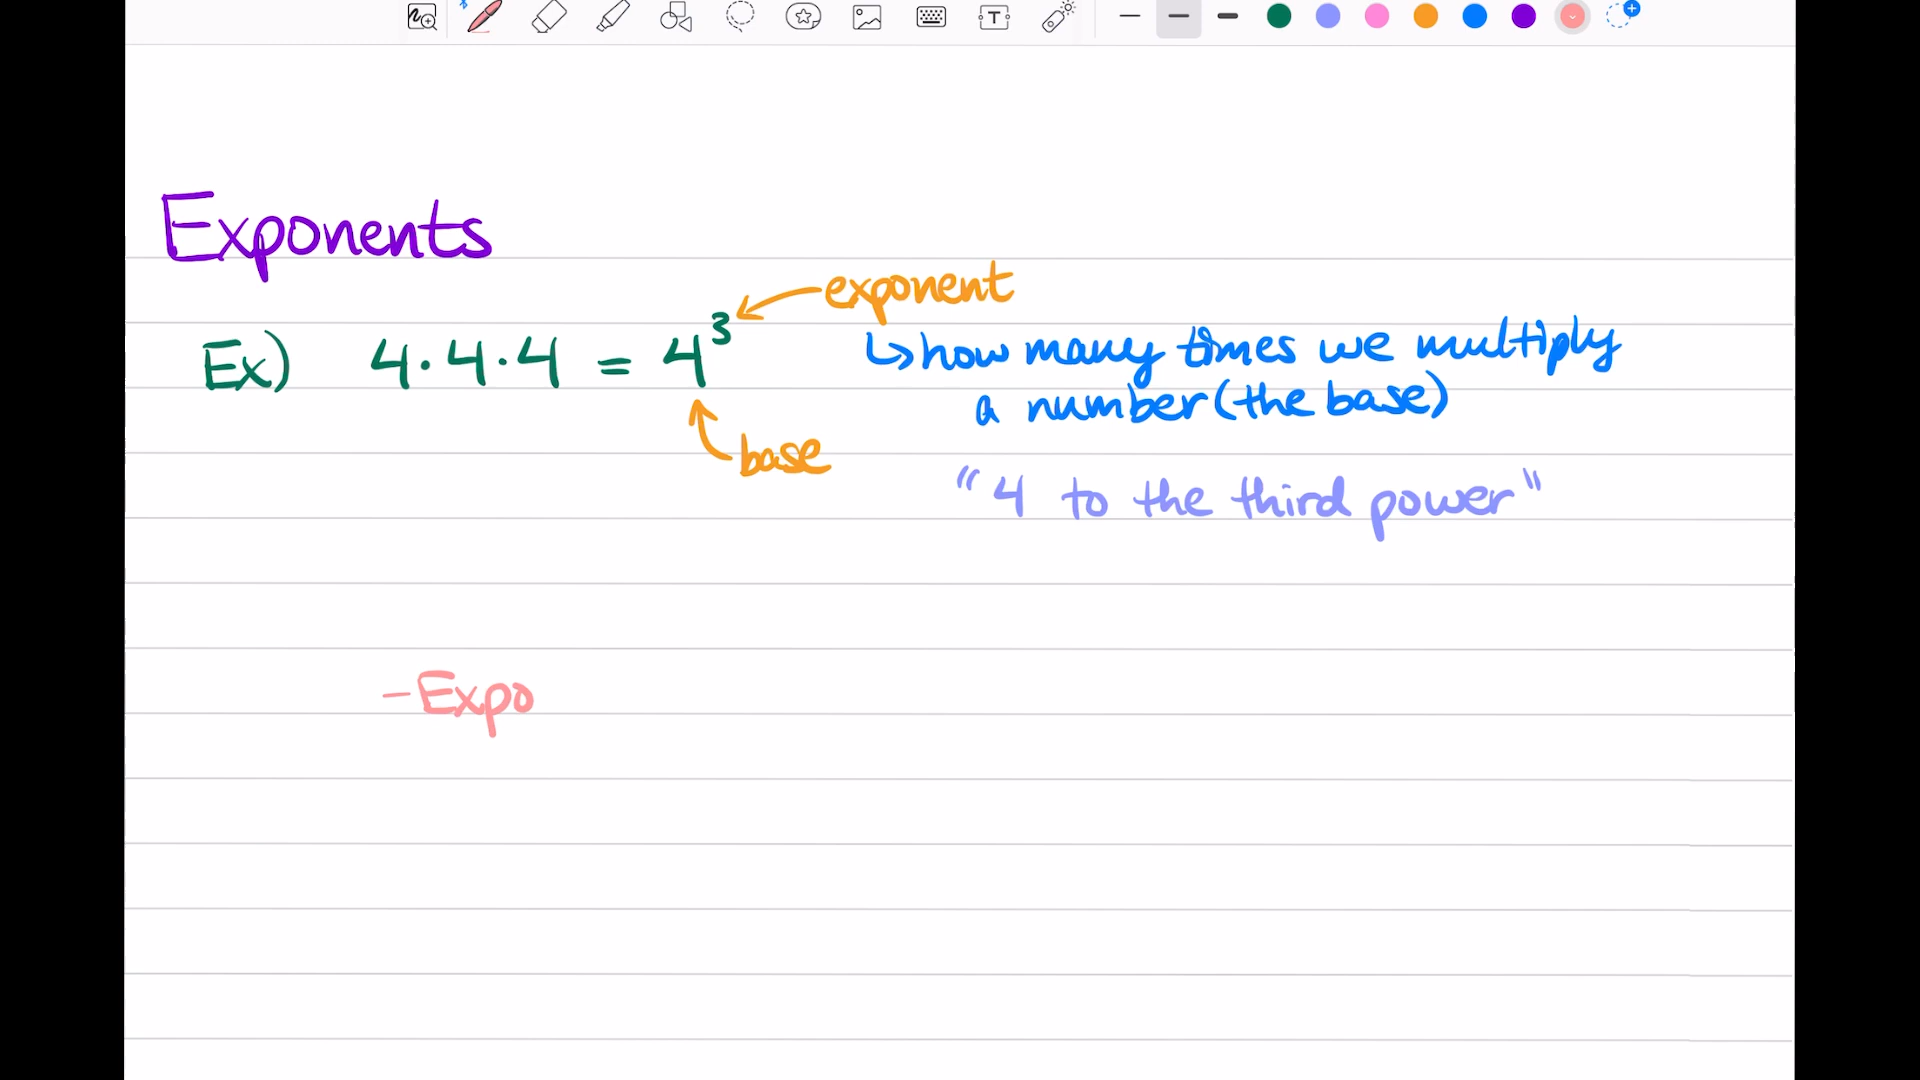 Exponents
exponent
Ex) 4·4·4 = 4³
↳how many times we multiply
a number (the base)
base
"4 to the third power"
-Expo